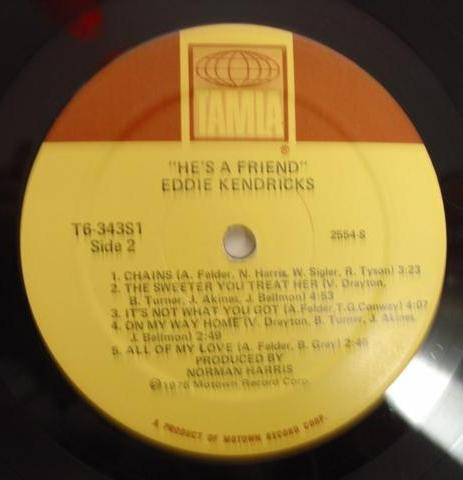 TAMLA
®
"HE'S A FRIEND"
EDDIE KENDRICKS
T6-343S1
Side 2
2554-S
1. CHAINS (A. Felder, N. Harris, W. Sigler, R. Tyson) 3:23
2. THE SWEETER YOU TREAT HER (V. Drayton,
B. Turner, J. Akines, J. Bellmon) 4:53
3. IT'S NOT WHAT YOU GOT (A.Felder,T.G.Conway) 4:07
4. ON MY WAY HOME (V. Drayton, B. Turner, J. Akines,
J. Bellmon) 2:49
5. ALL OF MY LOVE (A. Felder, B. Gray) 2:46
PRODUCED BY
NORMAN HARRIS
Ⓟ1976 Motown Record Corp.
A PRODUCT OF MOTOWN RECORD CORP.